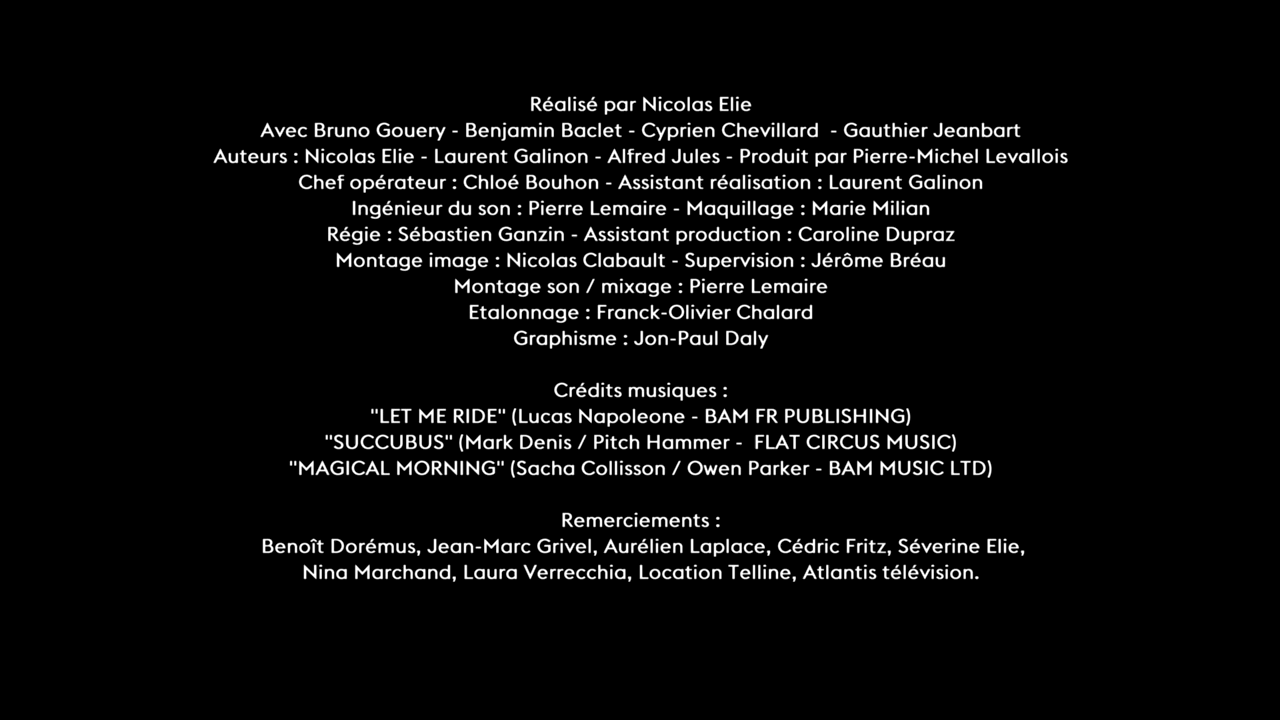 Réalisé par Nicolas Elie
Avec Bruno Gouery - Benjamin Baclet - Cyprien Chevillard  - Gauthier Jeanbart
Auteurs : Nicolas Elie - Laurent Galinon - Alfred Jules - Produit par Pierre-Michel Levallois
Chef opérateur : Chloé Bouhon - Assistant réalisation : Laurent Galinon
Ingénieur du son : Pierre Lemaire - Maquillage : Marie Milian
Régie : Sébastien Ganzin - Assistant production : Caroline Dupraz
Montage image : Nicolas Clabault - Supervision : Jérôme Bréau
Montage son / mixage : Pierre Lemaire
Etalonnage : Franck-Olivier Chalard
Graphisme : Jon-Paul Daly
Crédits musiques :
"LET ME RIDE" (Lucas Napoleone - BAM FR PUBLISHING)
"SUCCUBUS" (Mark Denis / Pitch Hammer -  FLAT CIRCUS MUSIC)
"MAGICAL MORNING" (Sacha Collisson / Owen Parker - BAM MUSIC LTD)
Remerciements :
Benoît Dorémus, Jean-Marc Grivel, Aurélien Laplace, Cédric Fritz, Séverine Elie,
Nina Marchand, Laura Verrecchia, Location Telline, Atlantis télévision.